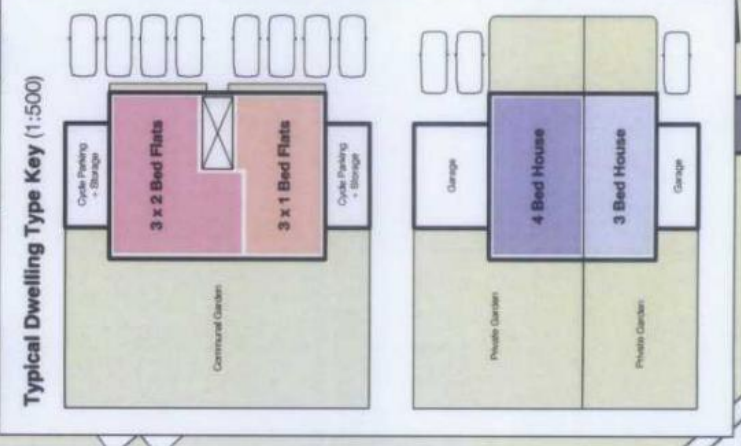 Typical Dwelling Type Key (1:500)
Cycle Parking
+ Storage
3 x 2 Bed Flats
3 x 1 Bed Flats
Cycle Parking
+ Storage
Communal Garden
Garage
4 Bed House
3 Bed House
Garage
Private Garden
Private Garden